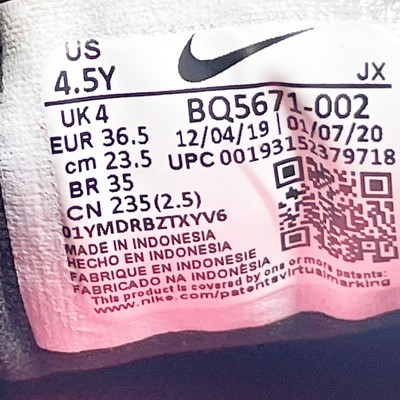 US
4.5Y
JX
UK 4
EUR 36.5
cm 23.5
BR 35
CN 235(2.5)
BQ5671-002
12/04/19 | 01/07/20
UPC 00193152379718
01YMDRBZTXYV6
MADE IN INDONESIA
HECHO EN INDONESIA
FABRIQUE EN INDONESIE
FABRICADO NA INDONÉSIA
This product is covered by one or more patents:
www.nike.com/patentsvirtualmarking